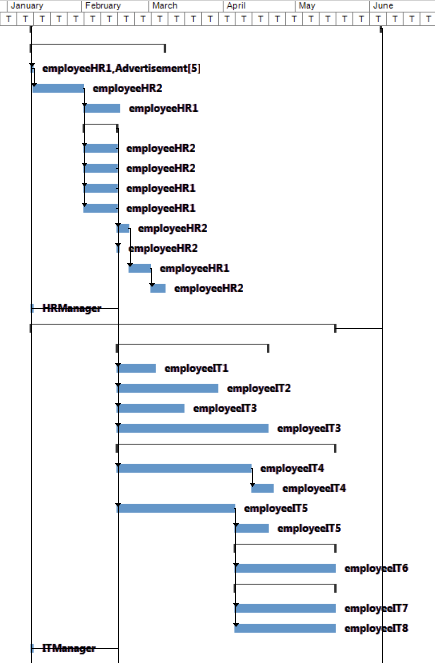 January February March April May June
T T T T T T T T T T T T T T T T T T T T T T T T T T T
employeeHR1,Advertisement[5]
employeeHR2
employeeHR1
employeeHR2
employeeHR2
employeeHR1
employeeHR1
employeeHR2
employeeHR2
employeeHR1
employeeHR2
HRManager
employeeIT1
employeeIT2
employeeIT3
employeeIT3
employeeIT4
employeeIT4
employeeIT5
employeeIT5
employeeIT6
employeeIT7
employeeIT8
ITManager